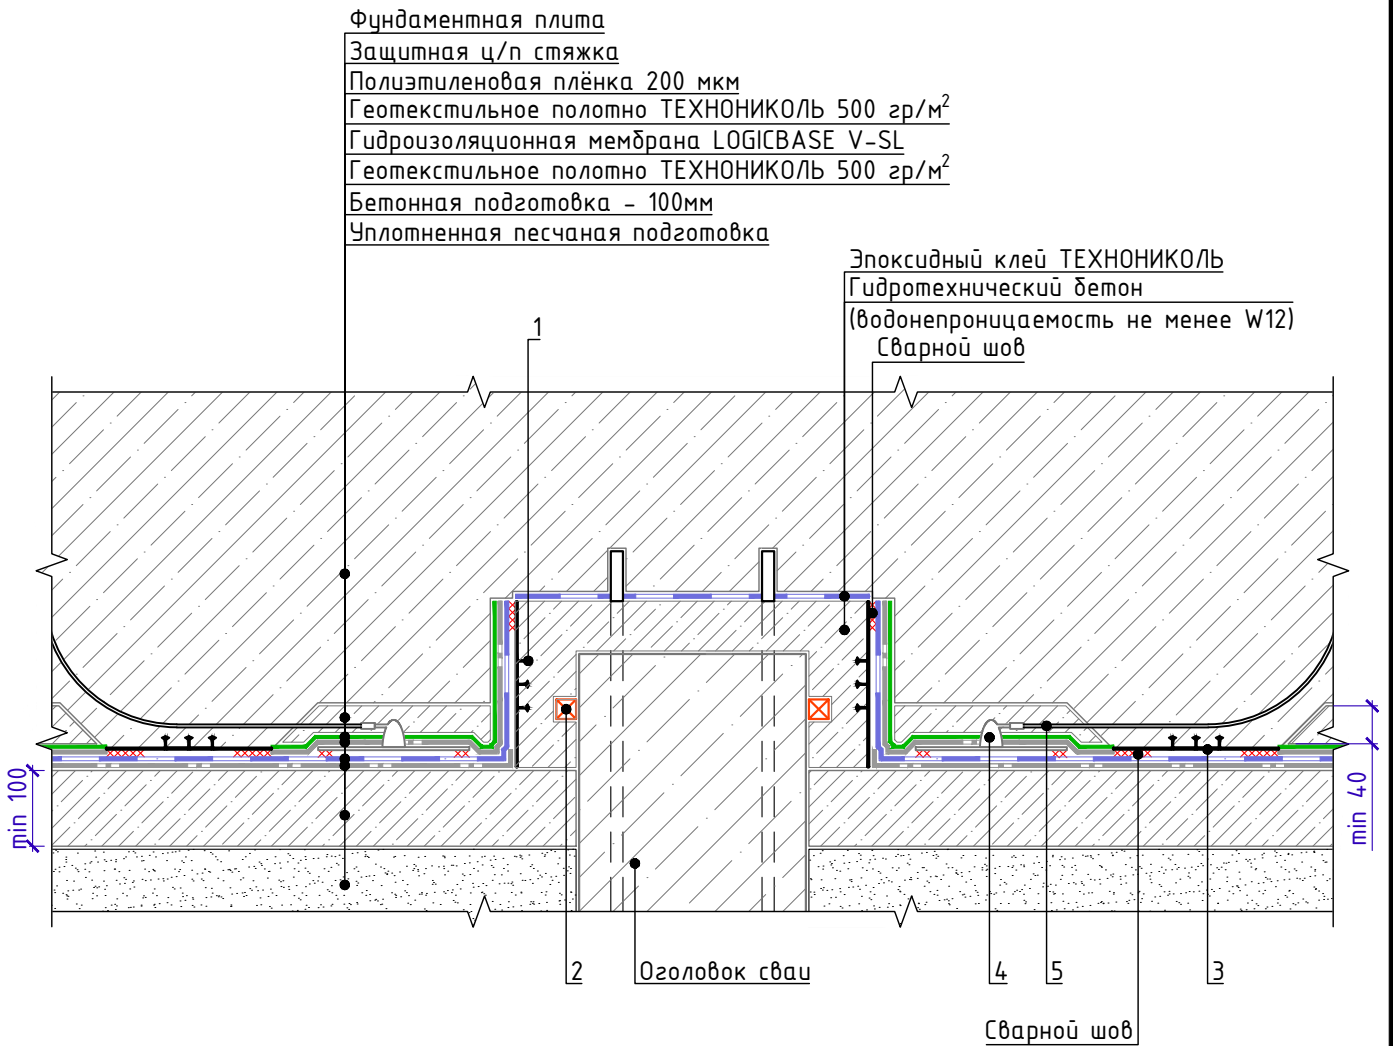 Фундаментная плита
Защитная ц/п стяжка
Полиэтиленовая плёнка 200 мкм
Геотекстильное полотно ТЕХНОНИКОЛЬ 500 гр/м²
Гидроизоляционная мембрана LOGICBASE V-SL
Геотекстильное полотно ТЕХНОНИКОЛЬ 500 гр/м²
Бетонная подготовка - 100мм
Уплотненная песчаная подготовка
Эпоксидный клей ТЕХНОНИКОЛЬ
Гидротехнический бетон
(водонепроницаемость не менее W12)
Сварной шов
1
min 100
min 40
2
Оголовок сваи
4
5
3
Сварной шов